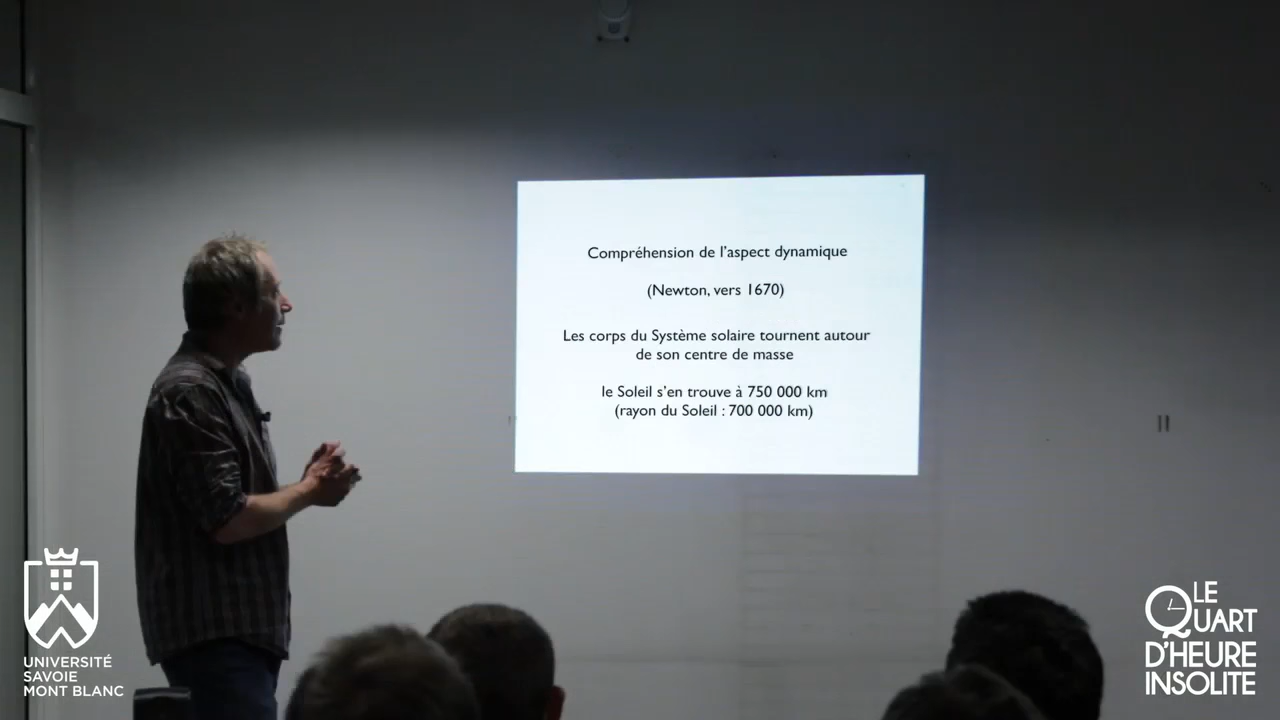 Compréhension de l'aspect dynamique
(Newton, vers 1670)
Les corps du Système solaire tournent autour
de son centre de masse
le Soleil s'en trouve à 750 000 km
(rayon du Soleil : 700 000 km)
UNIVERSITÉ
SAVOIE
MONT BLANC
LE
QUART
D'HEURE
INSOLITE